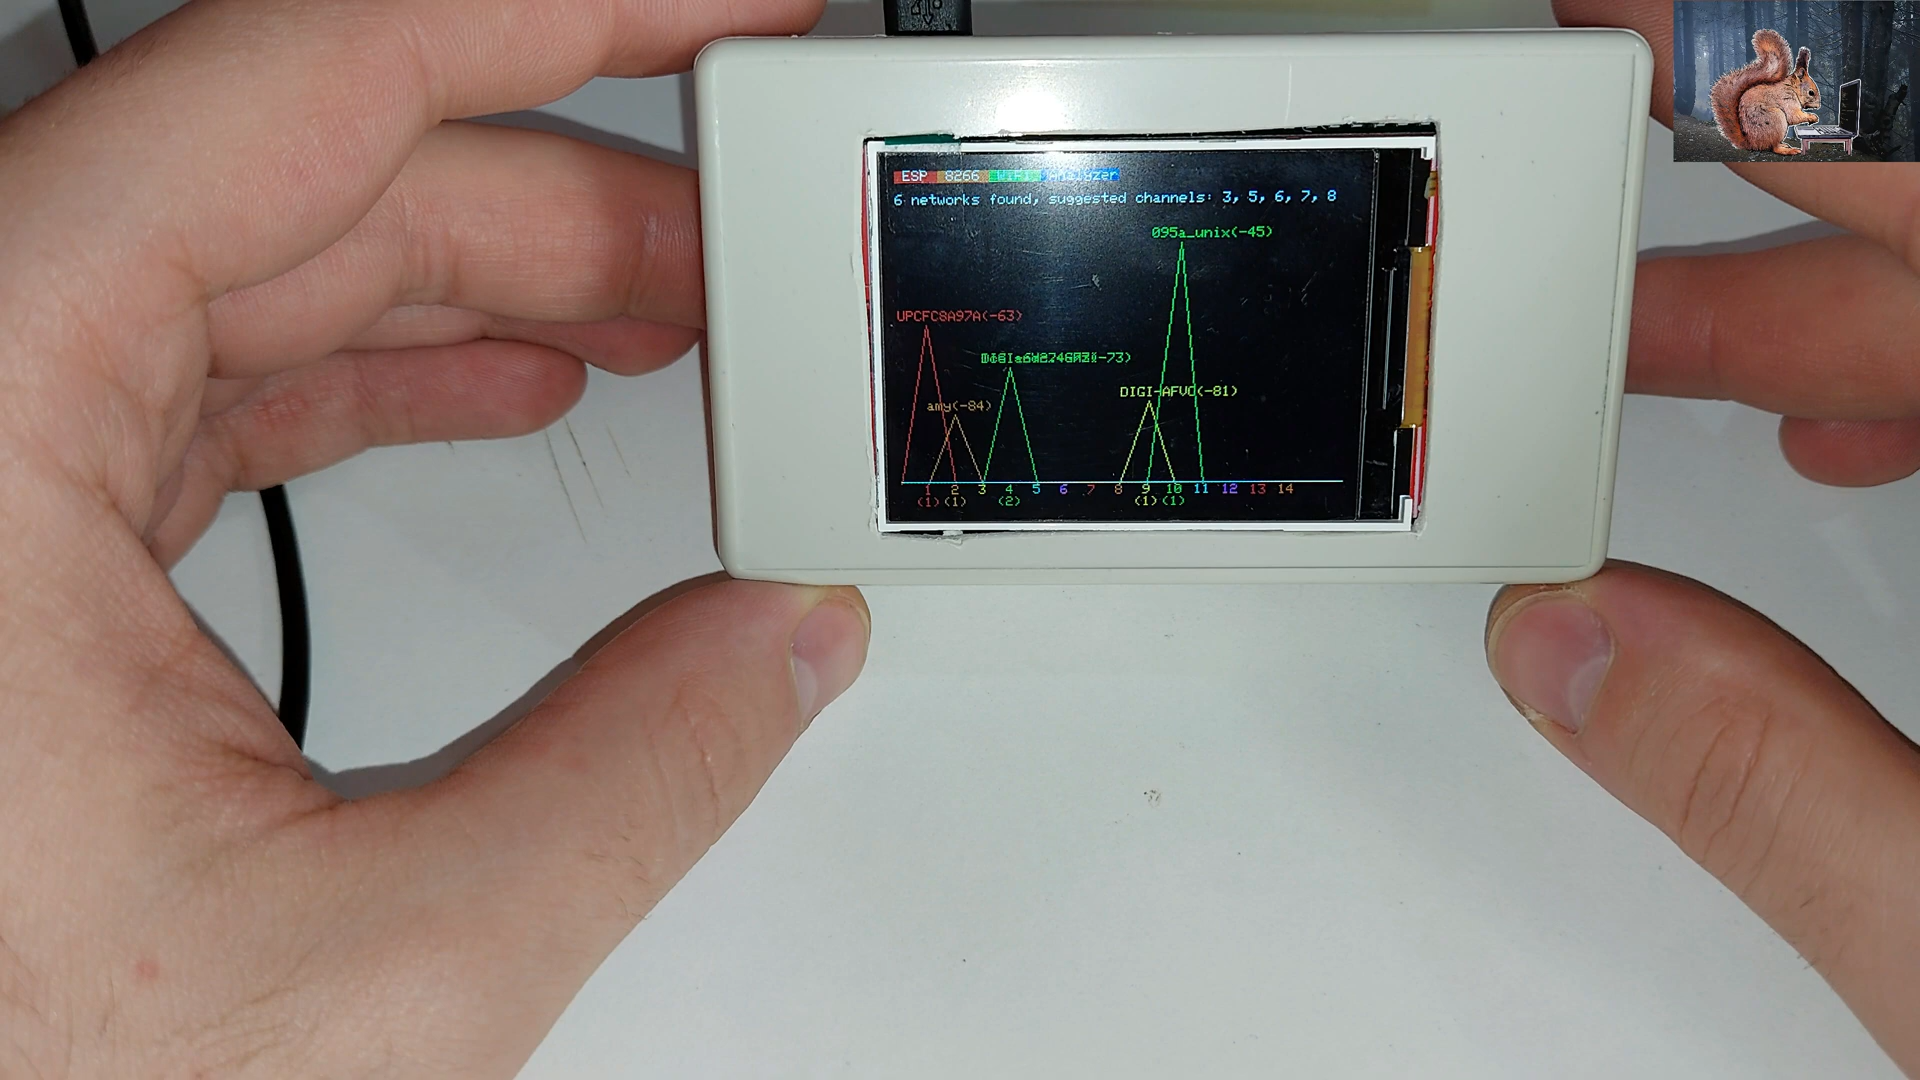 ESP 8266 WiFi Analyzer
6 networks found, suggested channels: 3, 5, 6, 7, 8
095a_unix(-45)
UPCFC8A97A(-63)
-73)
DIGI-AFVC(-81)
amy(-84)
1 2 3 4 5 6 7 8 9 10 11 12 13 14
(1) (1) (2) (1) (1)